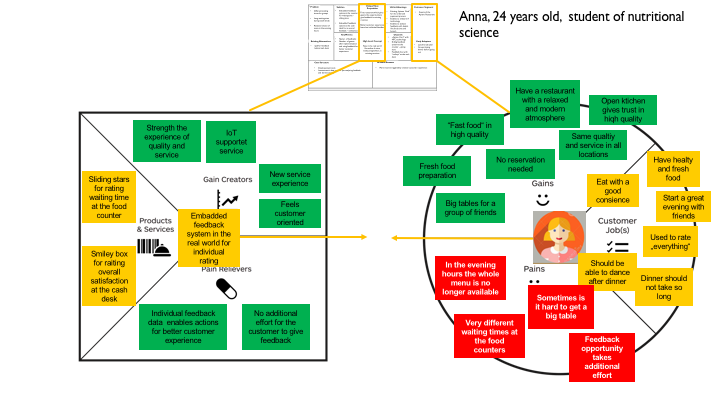 Anna, 24 years old,  student of nutritional
science
Strengthen the
experience of
quality and
service
IoT
supportet
service
Gain Creators
New service
experience
Feels
customer
oriented
Sliding stars
for rating
waiting time
at the food
counter
Products
& Services
Embadded
feedback
system in the
real world for
individual
rating
Smiley box
for raiting
overall
satisfaction
at the cash
desk
Pain Relievers
Individual feedback
data  enables actions
for better customer
experience
No additional
effort for the
customer to give
feedback
Have a restaurant
with a relaxed
and modern
atmosphere
Open ktichen
gives trust in
high quality
"Fast food" in
high quality
Same qualtiy
and service in all
locations
Fresh food
preparation
No reservation
needed
Have healty
and fresh
food
Gains
Eat with a
good
consience
Big tables for a
group of friends
Start a great
evening with
friends
Customer
Job(s)
Used to rate
„everything"
In the evening
hours the whole
menu is no
longer available
Pains
Should be
able to dance
after dinner
Dinner should
not take so
long
Sometimes is
it hard to get a
big table
Very different
waiting times at
the food
counters
Feedback
opportunity
takes
additional
effort